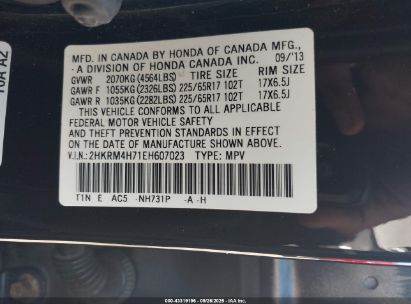 MFD. IN CANADA BY HONDA OF CANADA MFG.,
- A DIVISION OF HONDA CANADA INC. 09/'13
GVWR 2070KG (4564LBS) TIRE SIZE RIM SIZE
GAWR F 1055KG (2326LBS) 225/65R17 102T 17X6.5J
GAWR R 1035KG (2282LBS) 225/65R17 102T 17X6.5J
THIS VEHICLE CONFORMS TO ALL APPLICABLE
FEDERAL MOTOR VEHICLE SAFETY
AND THEFT PREVENTION STANDARDS IN
EFFECT ON THE DATE OF MANUFACTURE SHOWN ABOVE.
V.I.N.: 2HKRM4H71EH607023 TYPE: MPV
T1N E AC5 -NH731P -A -H
10A A2